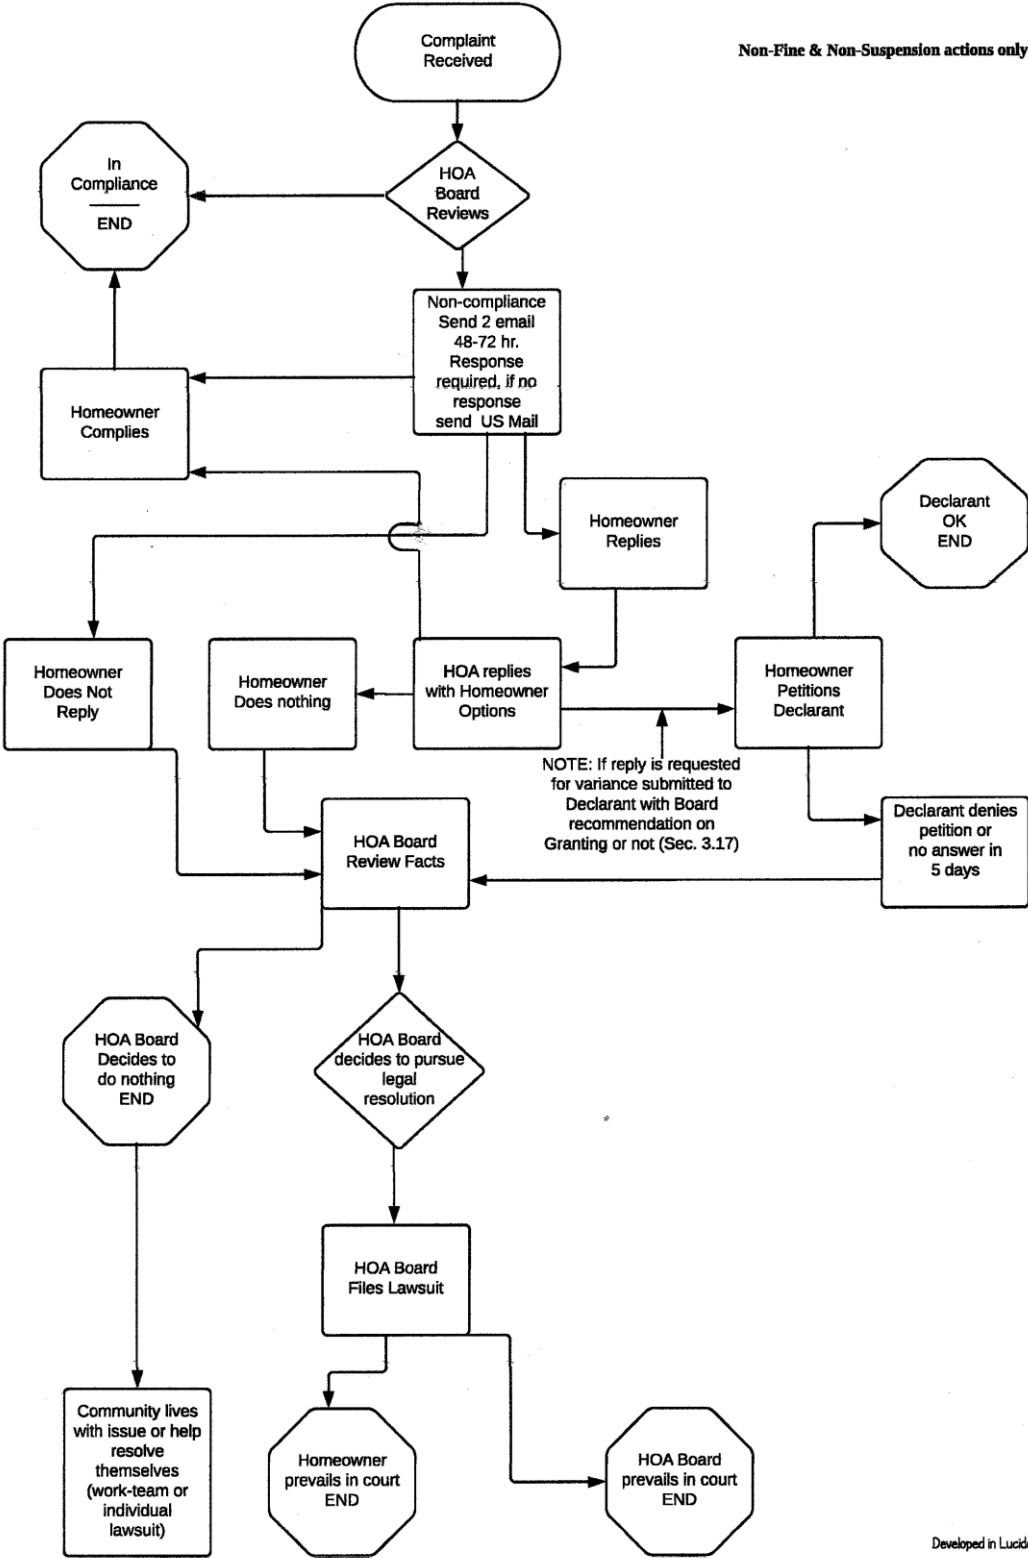 Complaint
Received
Non-Fine & Non-Suspension actions only
In
Compliance
END
HOA
Board
Reviews
Non-compliance
Send 2 email
48-72 hr.
Response
required, if no
response
send US Mail
Homeowner
Complies
Homeowner
Replies
Declarant
OK
END
Homeowner
Does Not
Reply
Homeowner
Does nothing
HOA replies
with Homeowner
Options
Homeowner
Petitions
Declarant
NOTE: If reply is requested
for variance submitted to
Declarant with Board
recommendation on
Granting or not (Sec. 3.17)
Declarant denies
petition or
no answer in
5 days
HOA Board
Review Facts
HOA Board
Decides to
do nothing
END
HOA Board
decides to pursue
legal
resolution
HOA Board
Files Lawsuit
Community lives
with issue or help
resolve
themselves
(work-team or
individual
lawsuit)
Homeowner
prevails in court
END
HOA Board
prevails in court
END
Developed in Lucid